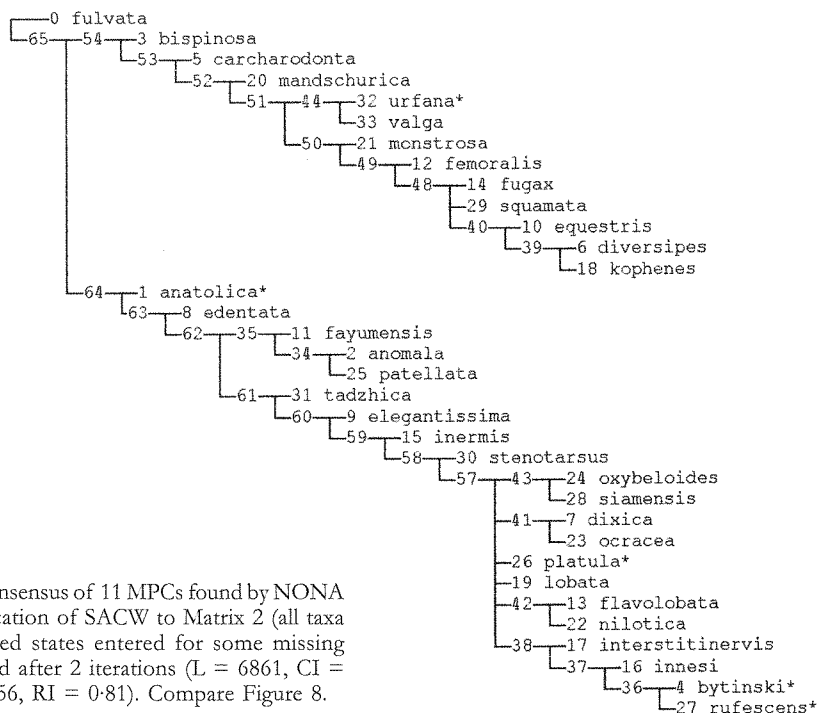 0 fulvata
65 54 3 bispinosa
53 5 carcharodonta
52 20 mandschurica
51 44 32 urfana*
33 valga
50 21 monstrosa
49 12 femoralis
48 14 fugax
29 squamata
40 10 equestris
39 6 diversipes
18 kophenes
64 1 anatolica*
63 8 edentata
62 35 11 fayumensis
34 2 anomala
25 patellata
61 31 tadzhica
60 9 elegantissima
59 15 inermis
58 30 stenotarsus
57 43 24 oxybeloides
28 siamensis
41 7 dixica
23 ocracea
26 platula*
19 lobata
42 13 flavolobata
22 nilotica
38 17 interstitinervis
37 16 innesi
36 4 bytinski*
27 rufescens*
nsensus of 11 MPCs found by NONA
cation of SACW to Matrix 2 (all taxa
ed states entered for some missing
d after 2 iterations (L = 6861, CI =
56, RI = 0·81). Compare Figure 8.